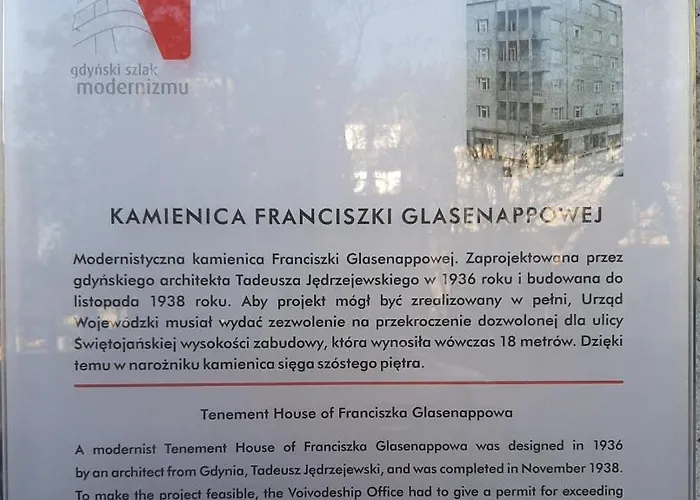 gdyński szlak
modernizmu
KAMIENICA FRANCISZKI GLASENAPPOWEJ
Modernistyczna kamienica Franciszki Glasenappowej. Zaprojektowana przez
gdyńskiego architekta Tadeusza Jędrzejewskiego w 1936 roku i budowana do
listopada 1938 roku. Aby projekt mógł być zrealizowany w pełni, Urząd
Wojewódzki musiał wydać zezwolenie na przekroczenie dozwolonej dla ulicy
Świętojańskiej wysokości zabudowy, która wynosiła wówczas 18 metrów. Dzięki
temu w narożniku kamienica sięga szóstego piętra.
Tenement House of Franciszka Glasenappowa
A modernist Tenement House of Franciszka Glasenappowa was designed in 1936
by an architect from Gdynia, Tadeusz Jędrzejewski, and was completed in November 1938.
To make the project feasible, the Voivodeship Office had to give a permit for exceeding